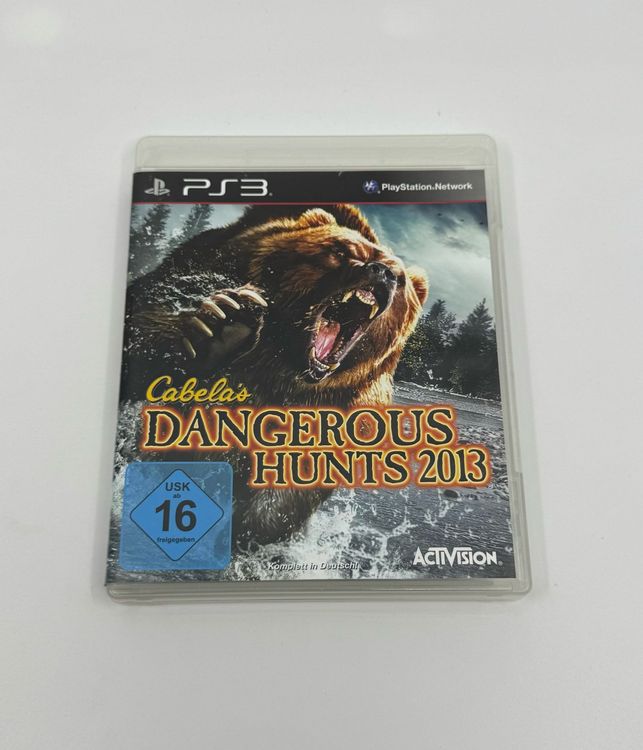 PS3
PlayStation.Network
Cabela's
DANGEROUS
HUNTS 2013
USK
ab
16
freigegeben
Komplett in Deutsch!
ACTIVISION